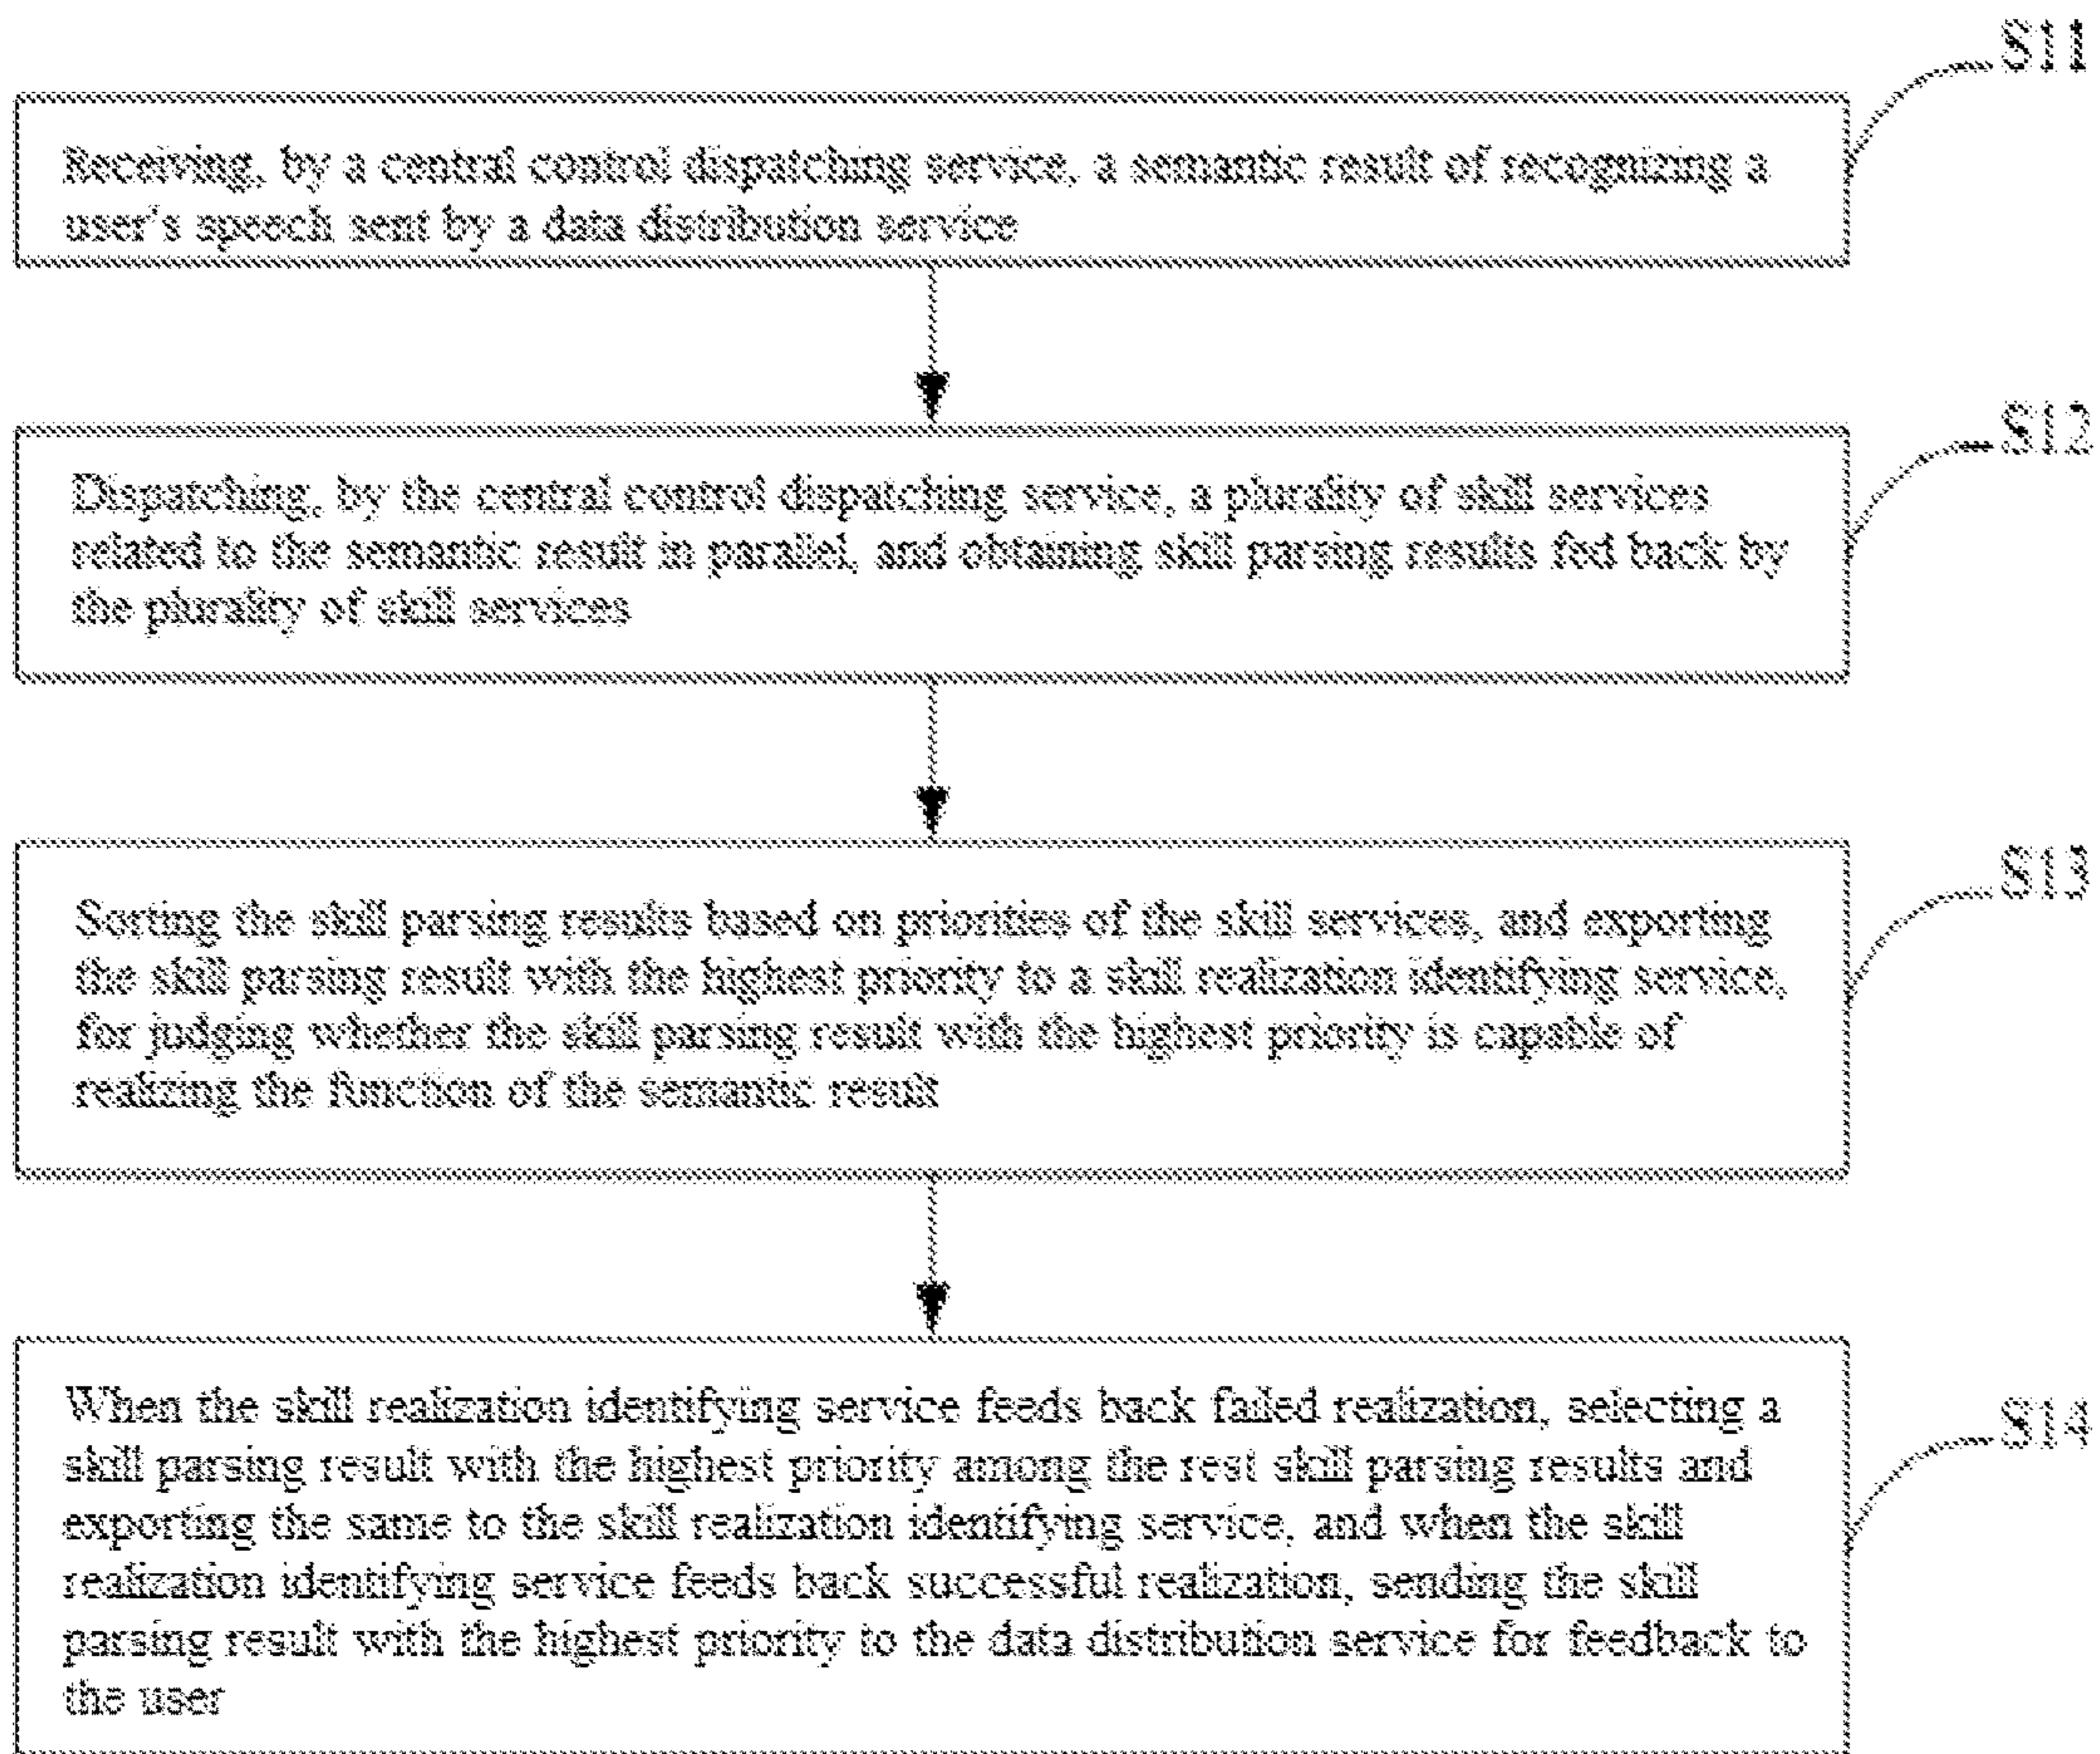 S11
Receiving, by a central control dispatching service, a semantic result of recognizing a
user's speech sent by a data distribution service
S12
Dispatching, by the central control dispatching service, a plurality of skill services
related to the semantic result in parallel, and obtaining skill parsing results fed back by
the plurality of skill services
S13
Sorting the skill parsing results based on priorities of the skill services, and exporting
the skill parsing result with the highest priority to a skill realization identifying service,
for judging whether the skill parsing result with the highest priority is capable of
realizing the function of the semantic result
S14
When the skill realization identifying service feeds back failed realization, selecting a
skill parsing result with the highest priority among the rest skill parsing results and
exporting the same to the skill realization identifying service, and when the skill
realization identifying service feeds back successful realization, sending the skill
parsing result with the highest priority to the data distribution service for feedback to
the user